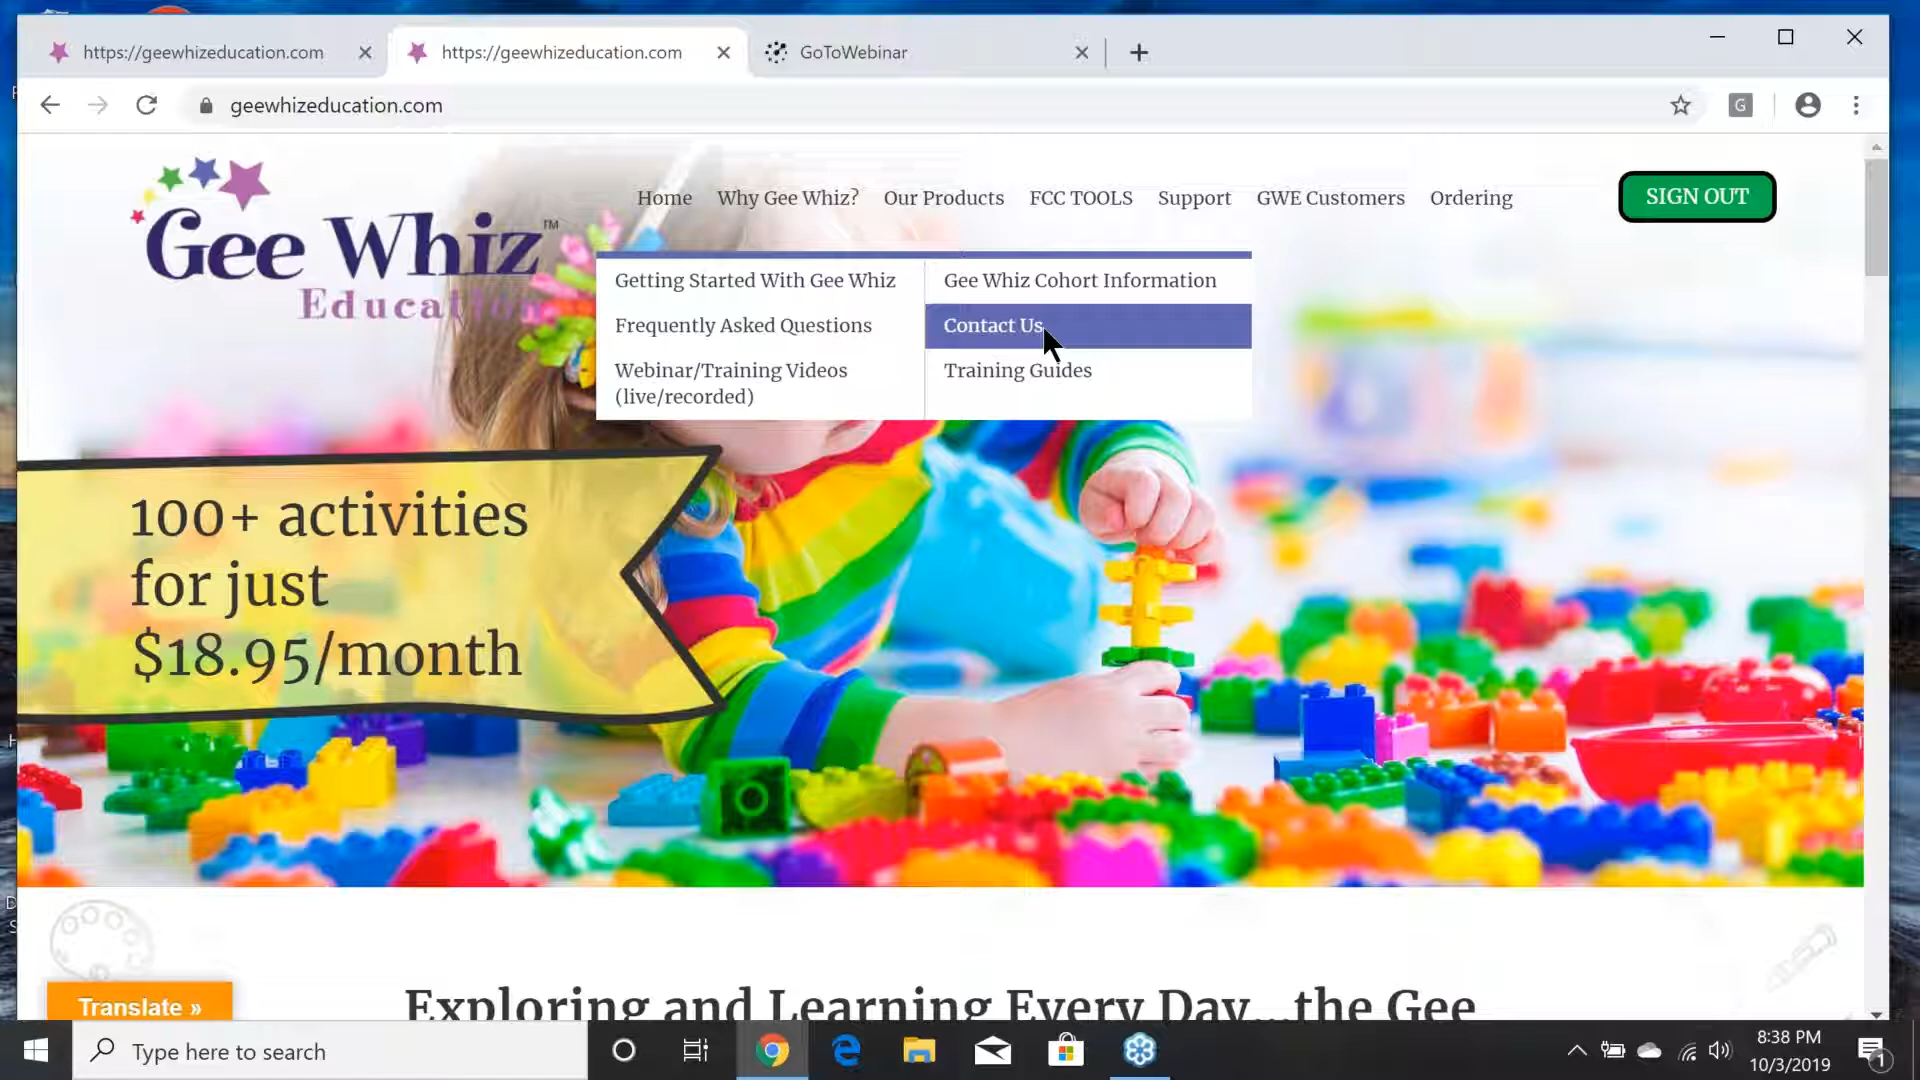 https://geewhizeducation.com
https://geewhizeducation.com
GoToWebinar
geewhizeducation.com
G
Gee Whiz™
Education
Home
Why Gee Whiz?
Our Products
FCC TOOLS
Support
GWE Customers
Ordering
SIGN OUT
Getting Started With Gee Whiz
Frequently Asked Questions
Webinar/Training Videos
(live/recorded)
Gee Whiz Cohort Information
Contact Us
Training Guides
100+ activities
for just
$18.95/month
Translate »
Exploring and Learning Every Day...the Gee
Type here to search
8:38 PM
10/3/2019
1